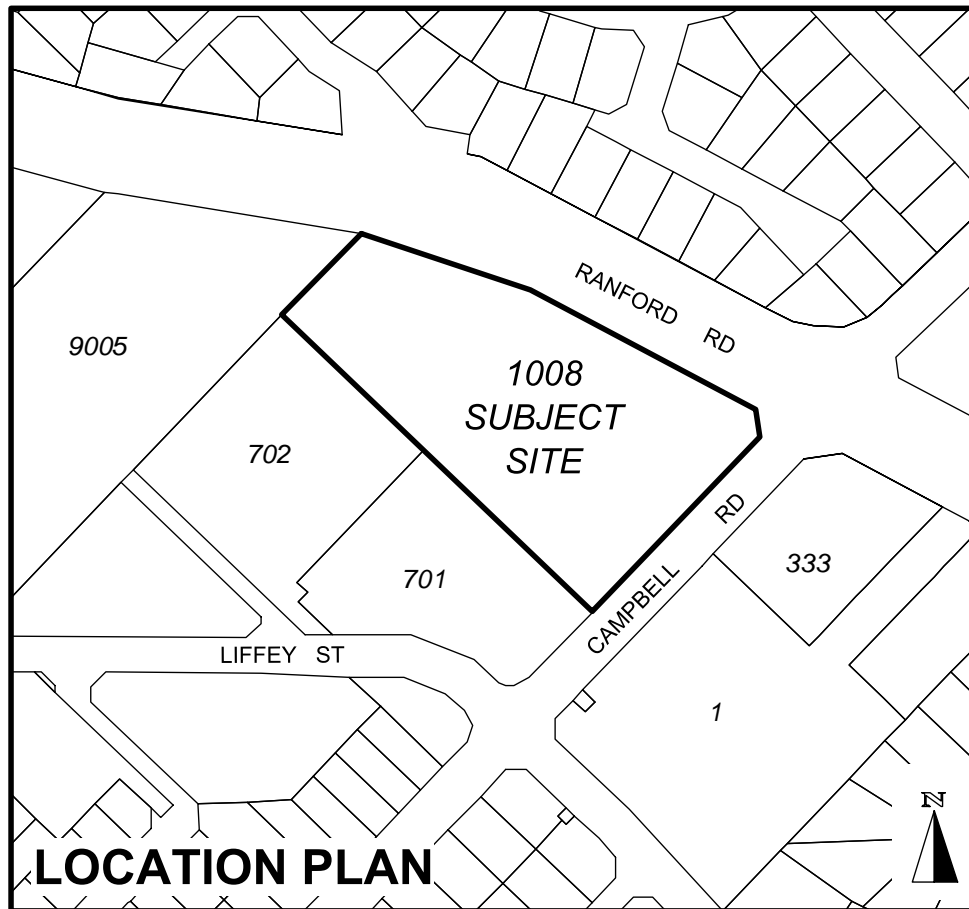 RANFORD RD
9005
1008
SUBJECT
SITE
702
CAMPBELL RD
333
701
LIFFEY ST
1
N
LOCATION PLAN